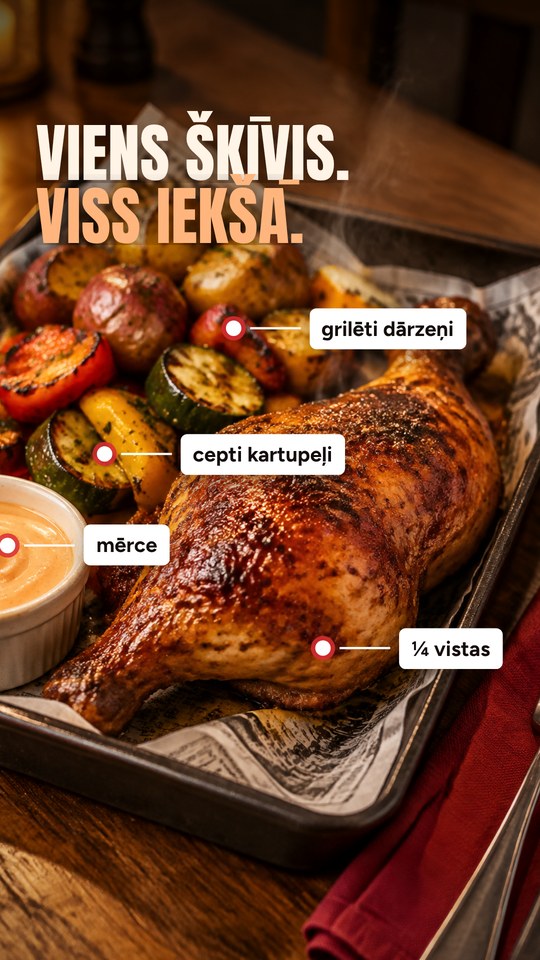 VIENS ŠĶĪVIS.
VISS IEKŠĀ.
grilēti dārzeņi
cepti kartupeļi
mērce
¼ vistas